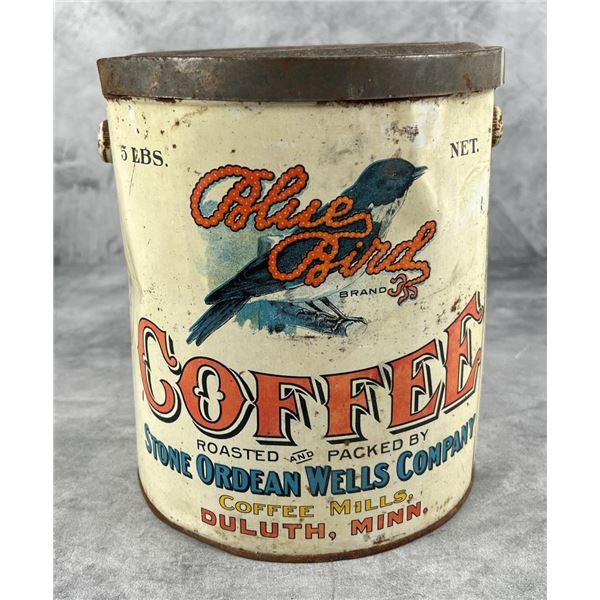 5 LBS. NET.
Blue
Bird
BRAND
COFFEE
ROASTED AND PACKED BY
STONE ORDEAN WELLS COMPANY
COFFEE MILLS,
DULUTH, MINN.